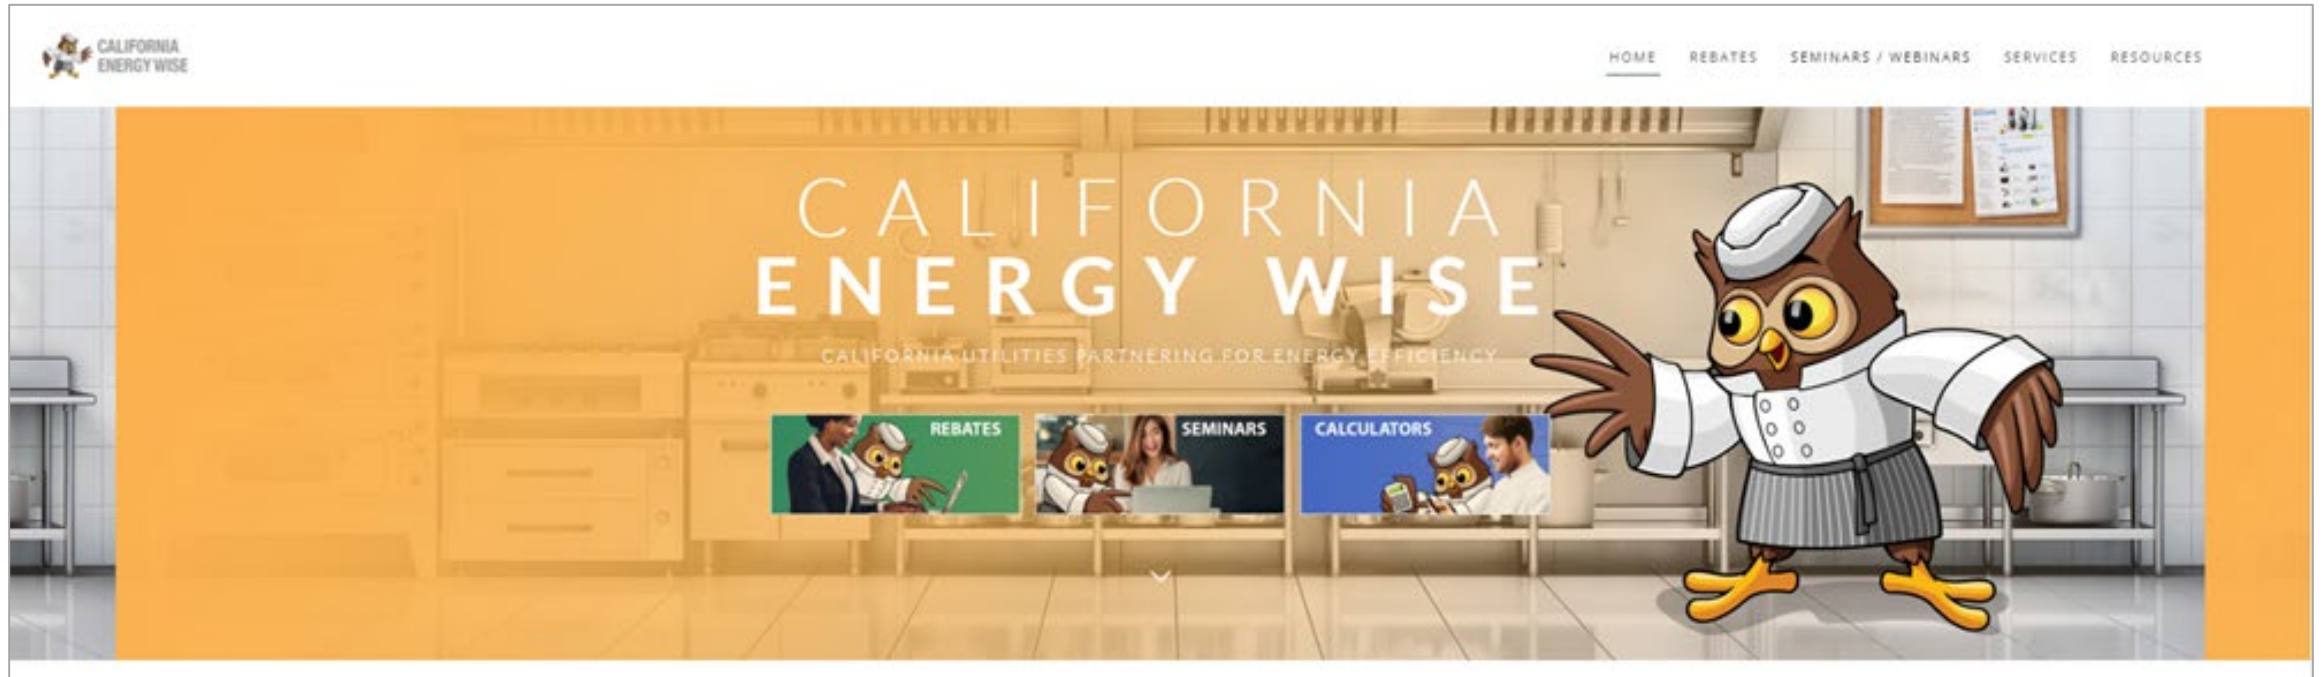 CALIFORNIA
ENERGY WISE
HOME REBATES SEMINARS / WEBINARS SERVICES RESOURCES
CALIFORNIA
ENERGY WISE
CALIFORNIA UTILITIES PARTNERING FOR ENERGY EFFICIENCY
REBATES SEMINARS CALCULATORS